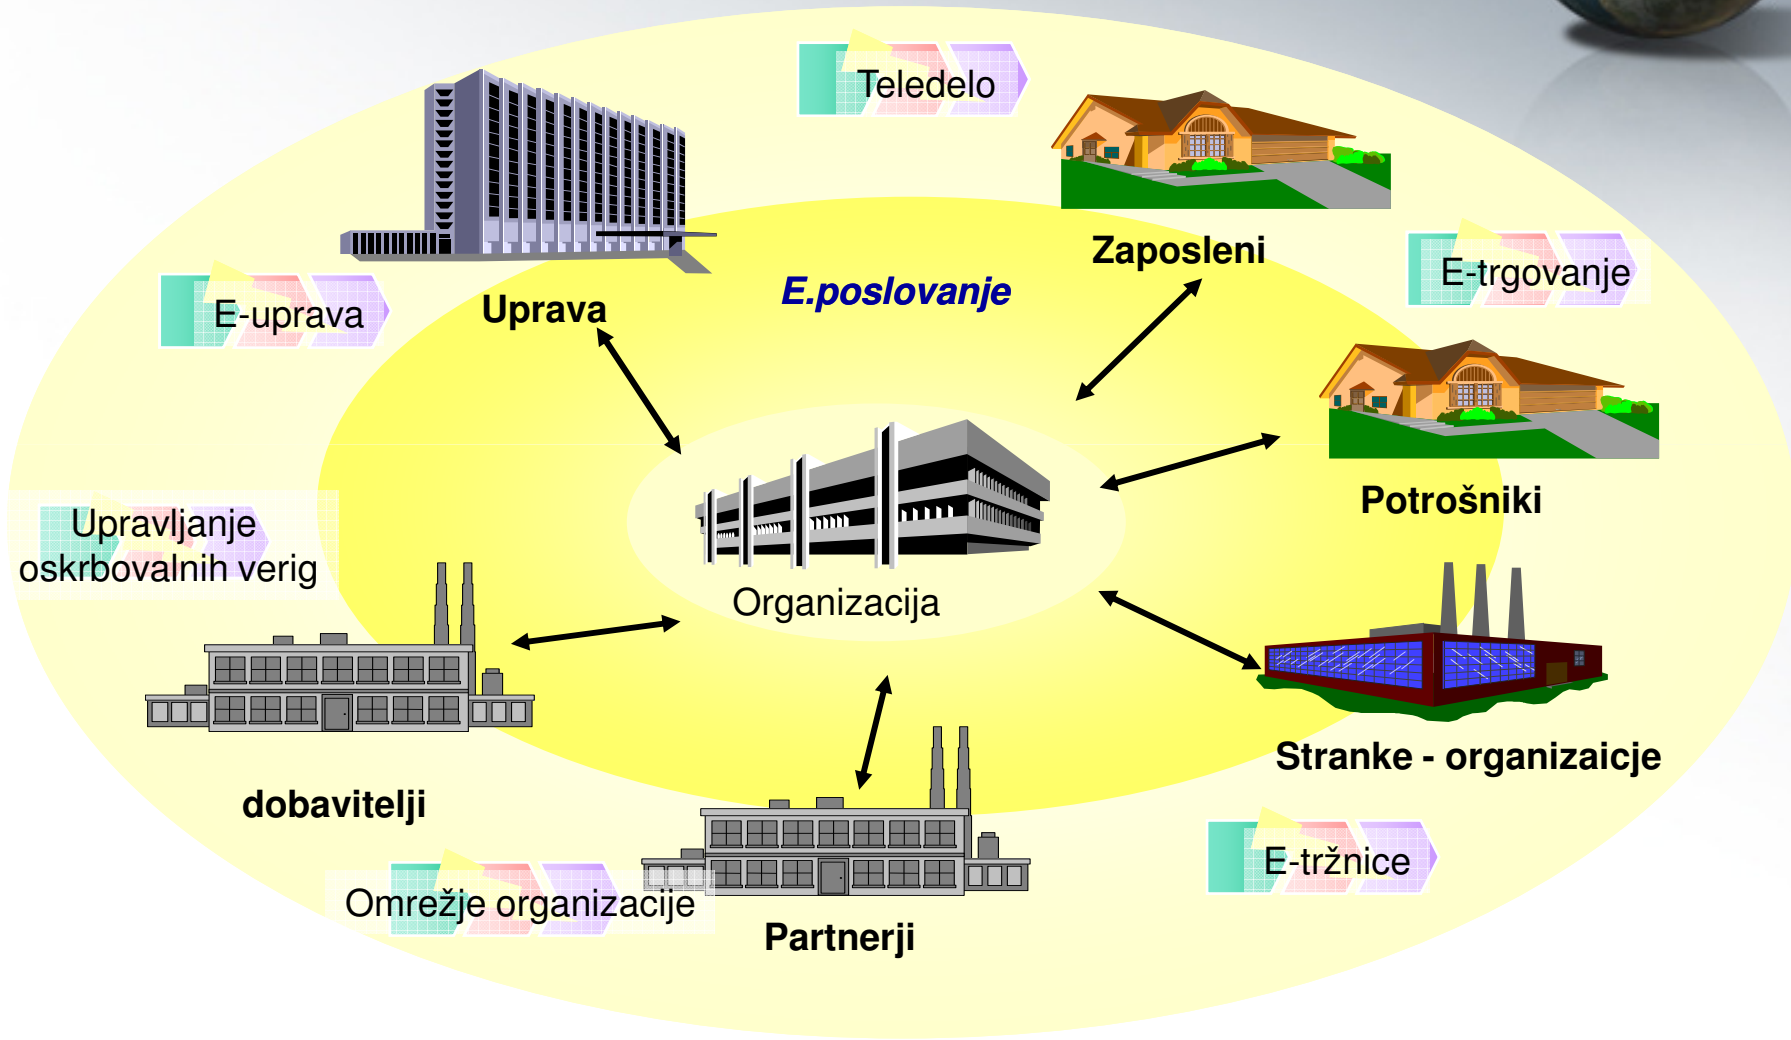 Teledelo
Zaposleni
E-trgovanje
E.poslovanje
E-uprava
Uprava
Potrošniki
Upravljanje
oskrbovalnih verig
Organizacija
Stranke - organizaicje
dobavitelji
E-tržnice
Omrežje organizacije
Partnerji